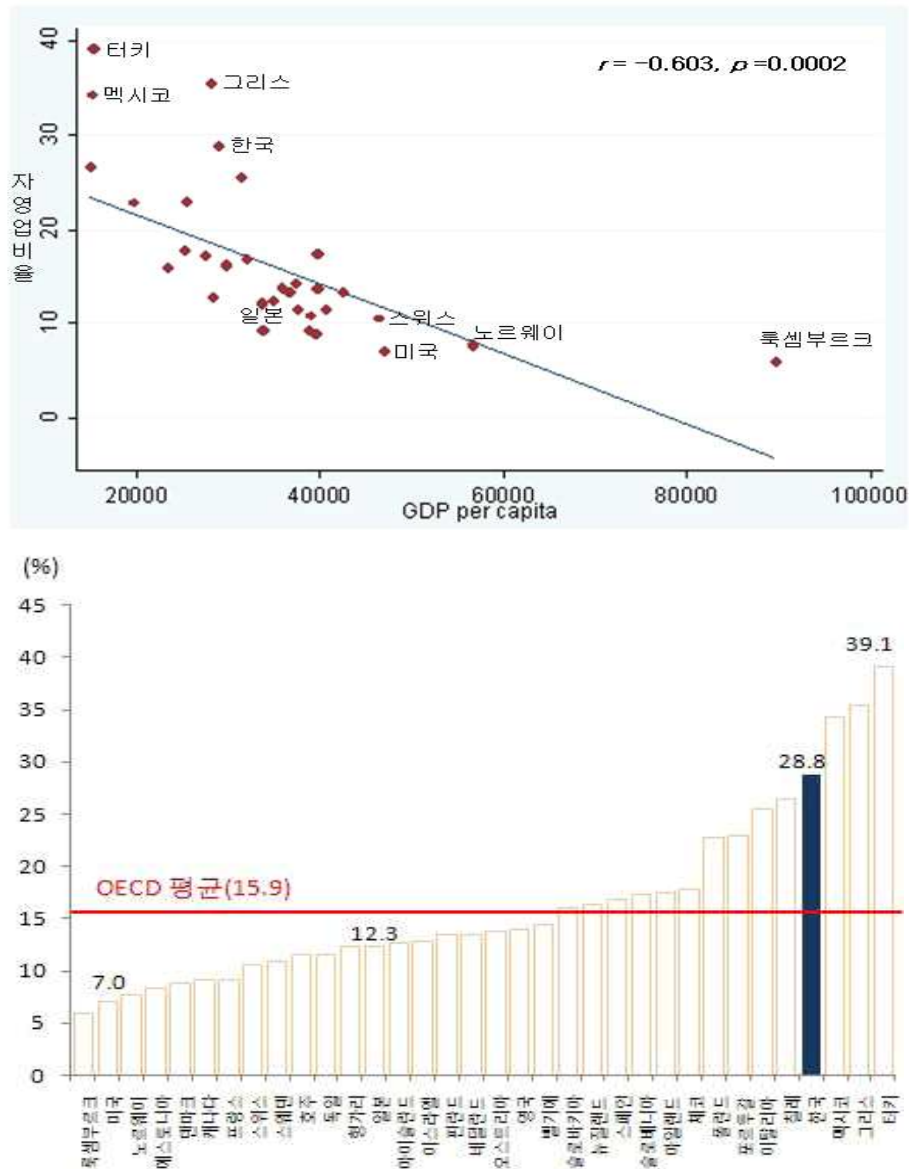 40
30
20
10
0
자영업비율
r = −0.603, p =0.0002
터키
멕시코
그리스
한국
일본
스위스
미국
노르웨이
룩셈부르크
20000 40000 60000 80000 100000
GDP per capita
(%)
45
40
35
30
25
20
15
10
5
0
OECD 평균(15.9)
7.0
12.3
28.8
39.1
룩셈부르크
미국
노르웨이
에스토니아
덴마크
캐나다
프랑스
스위스
스웨덴
호주
독일
헝가리
일본
아이슬란드
이스라엘
핀란드
네덜란드
오스트리아
영국
벨기에
슬로바키아
뉴질랜드
스페인
슬로베니아
아일랜드
체코
폴란드
포르투갈
이탈리아
칠레
한국
멕시코
그리스
터키